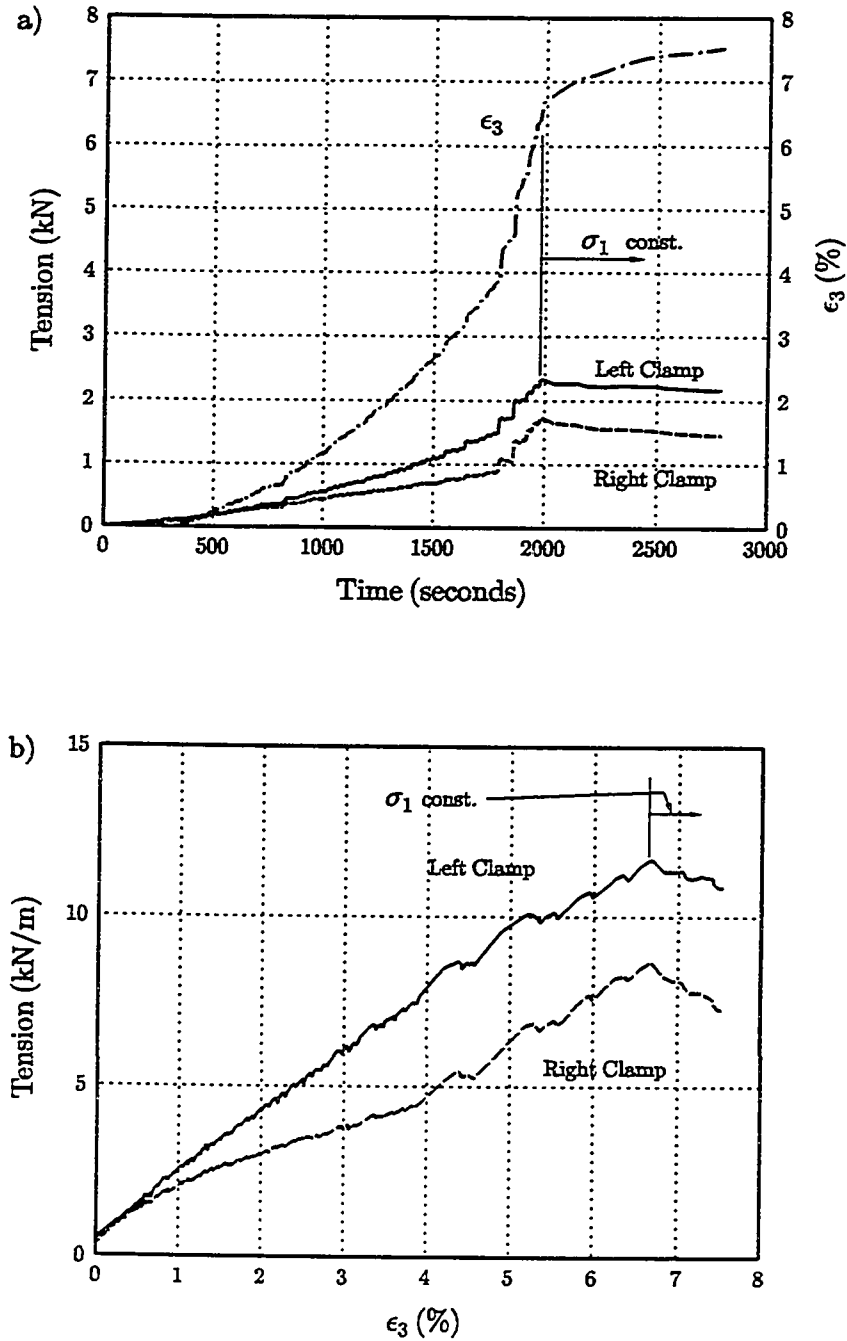 a)
8
7
6
5
4
3
2
1
0
Tension (kN)
8
7
6
5
4
3
2
1
0
ϵ3 (%)
ϵ3
σ1 const.
Left Clamp
Right Clamp
0 500 1000 1500 2000 2500 3000
Time (seconds)
b)
15
10
5
0
Tension (kN/m)
σ1 const.
Left Clamp
Right Clamp
0 1 2 3 4 5 6 7 8
ϵ3 (%)